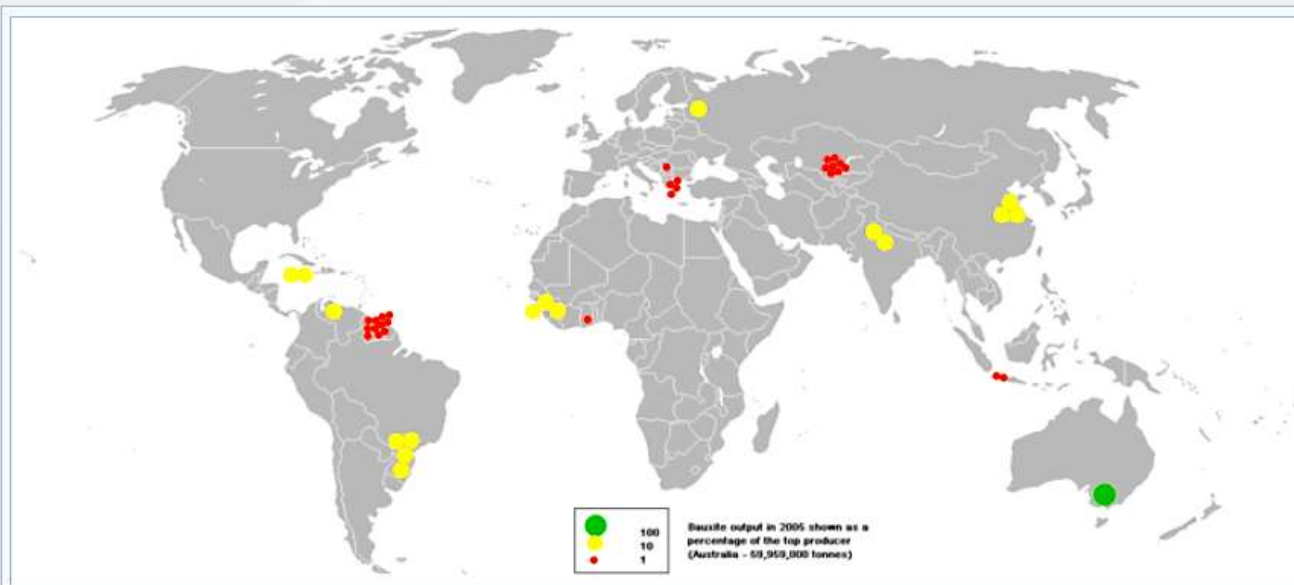 100
10
1
Bauxite output in 2005 shown as a
percentage of the top producer
(Australia - 59,959,000 tonnes)